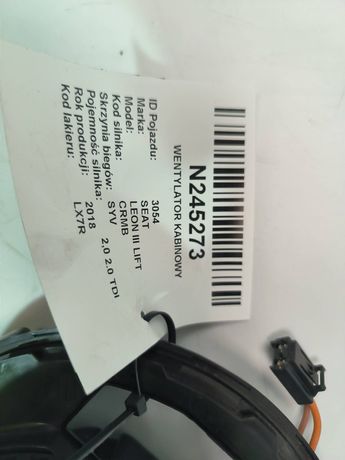 N245273
WENTYLATOR KABINOWY
ID Pojazdu: 3054
Marka: SEAT
Model: LEON III LIFT
Kod silnika: CRMB
Skrzynia biegów: SYV
Pojemność silnika: 2,0 2.0 TDI
Rok produkcji: 2018
Kod lakieru: LX7R